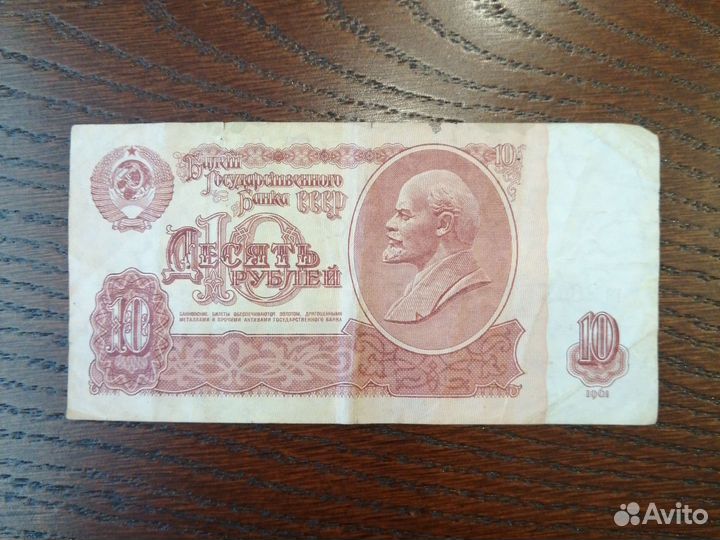 Билет
Государственного
Банка СССР
10
10
Десять
рублей
БАНКОВСКИЕ БИЛЕТЫ ОБЕСПЕЧИВАЮТСЯ ЗОЛОТОМ, ДРАГОЦЕННЫМИ
МЕТАЛЛАМИ И ПРОЧИМИ АКТИВАМИ ГОСУДАРСТВЕННОГО БАНКА
10
10
1961
Avito